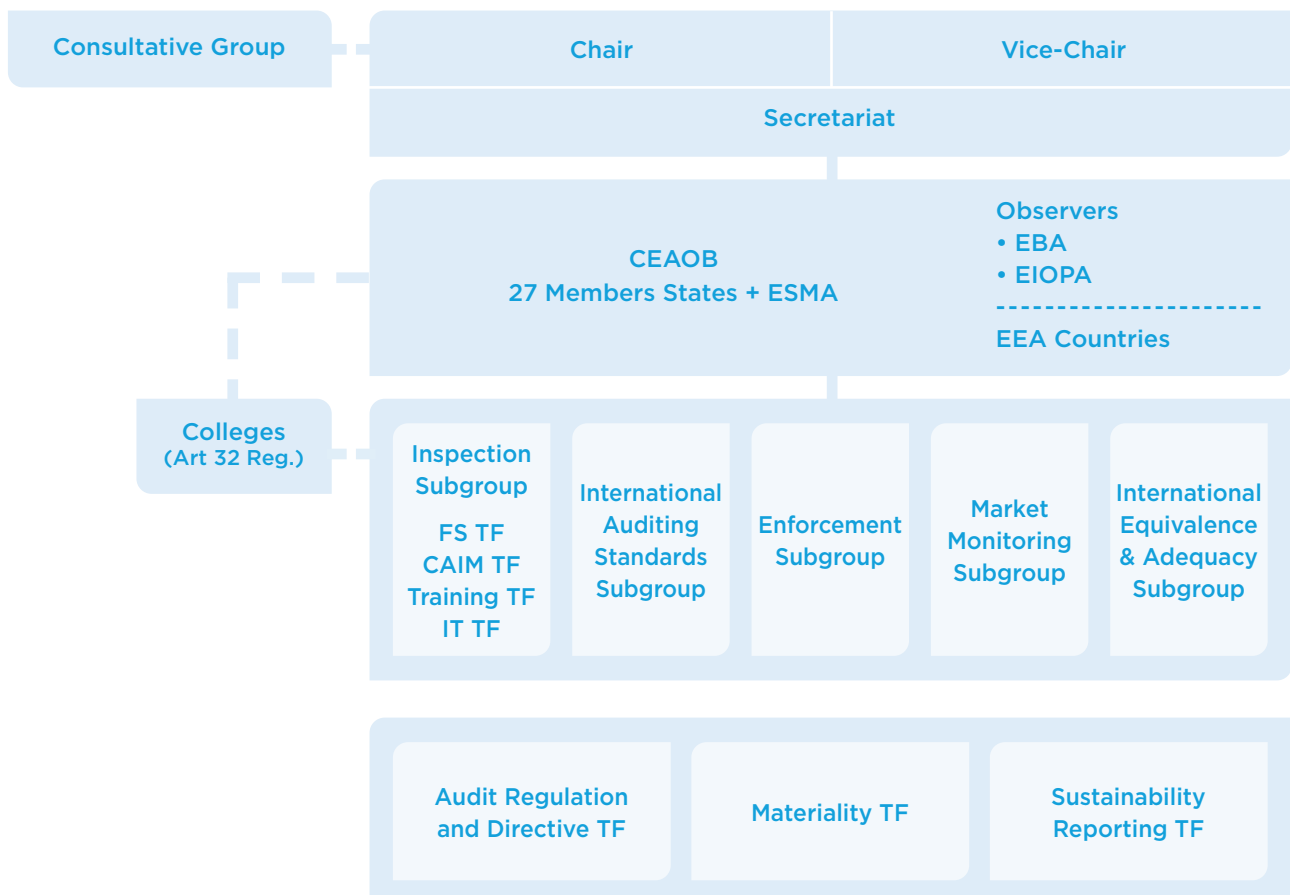 Consultative Group
Chair
Vice-Chair
Secretariat
CEAOB
27 Members States + ESMA
Observers
• EBA
• EIOPA
EEA Countries
Colleges
(Art 32 Reg.)
Inspection
Subgroup
FS TF
CAIM TF
Training TF
IT TF
International
Auditing
Standards
Subgroup
Enforcement
Subgroup
Market
Monitoring
Subgroup
International
Equivalence
& Adequacy
Subgroup
Audit Regulation
and Directive TF
Materiality TF
Sustainability
Reporting TF